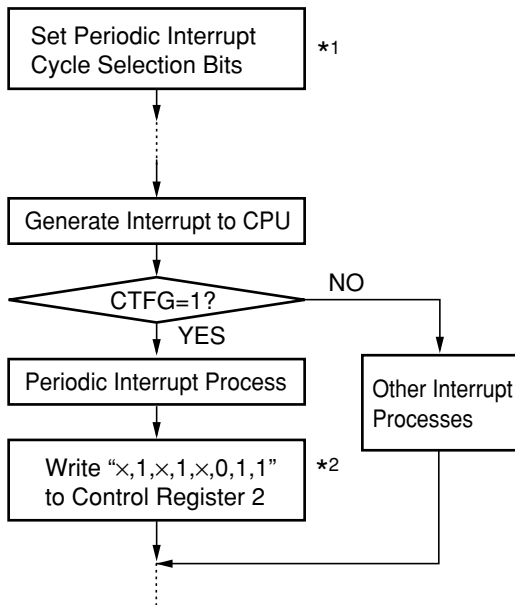 Set Periodic Interrupt
Cycle Selection Bits
*1
Generate Interrupt to CPU
CTFG=1?
NO
YES
Periodic Interrupt Process
Other Interrupt
Processes
Write “×,1,×,1,×,0,1,1”
to Control Register 2
*2